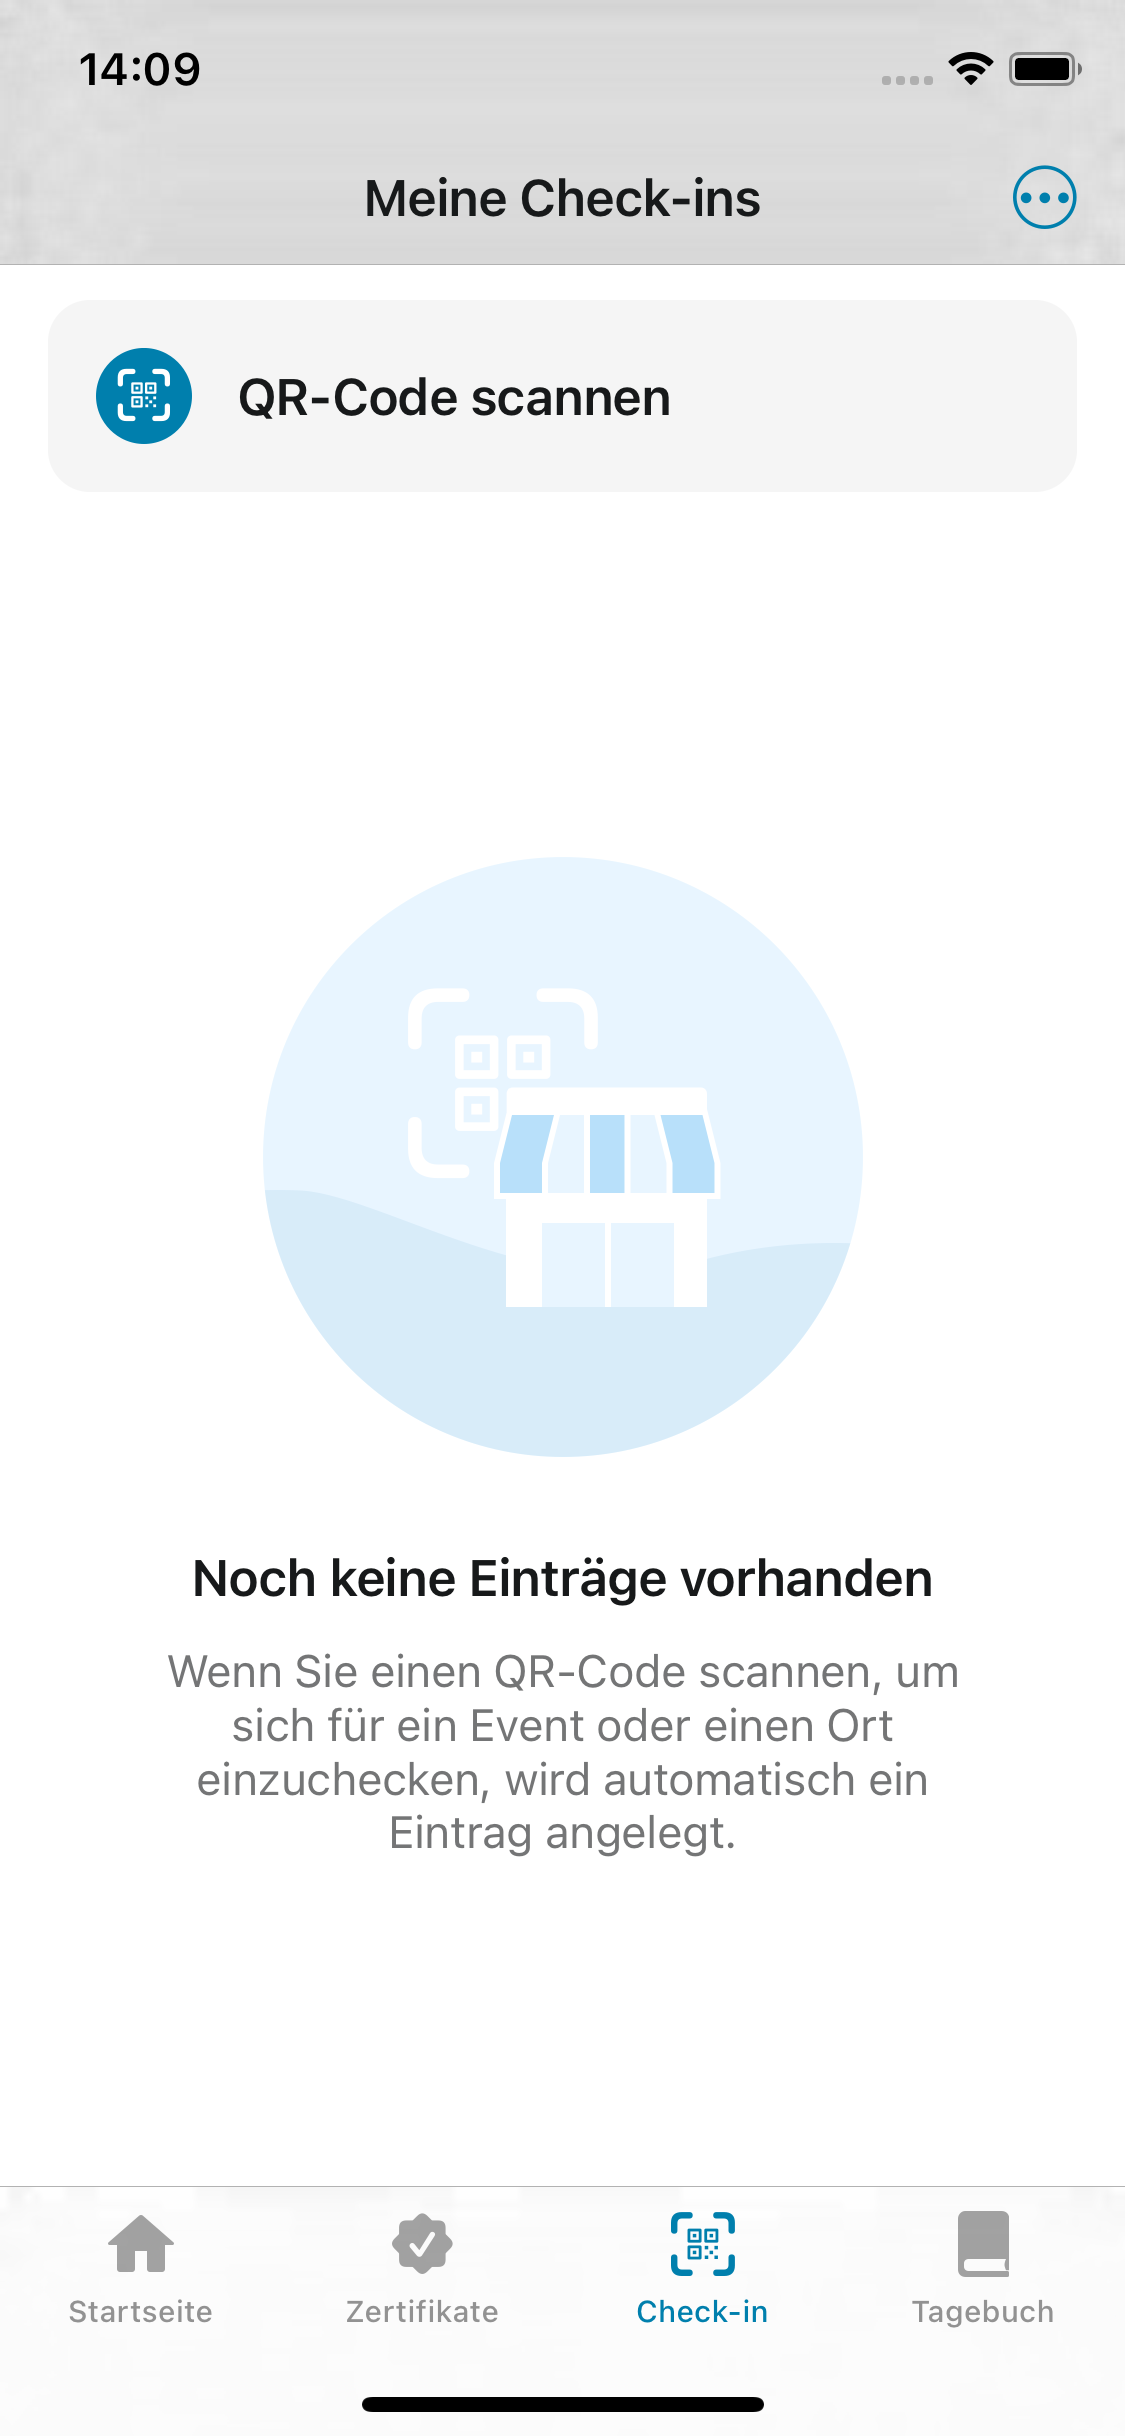 14:09
Meine Check-ins
QR-Code scannen
Noch keine Einträge vorhanden
Wenn Sie einen QR-Code scannen, um
sich für ein Event oder einen Ort
einzuchecken, wird automatisch ein
Eintrag angelegt.
Startseite
Zertifikate
Check-in
Tagebuch